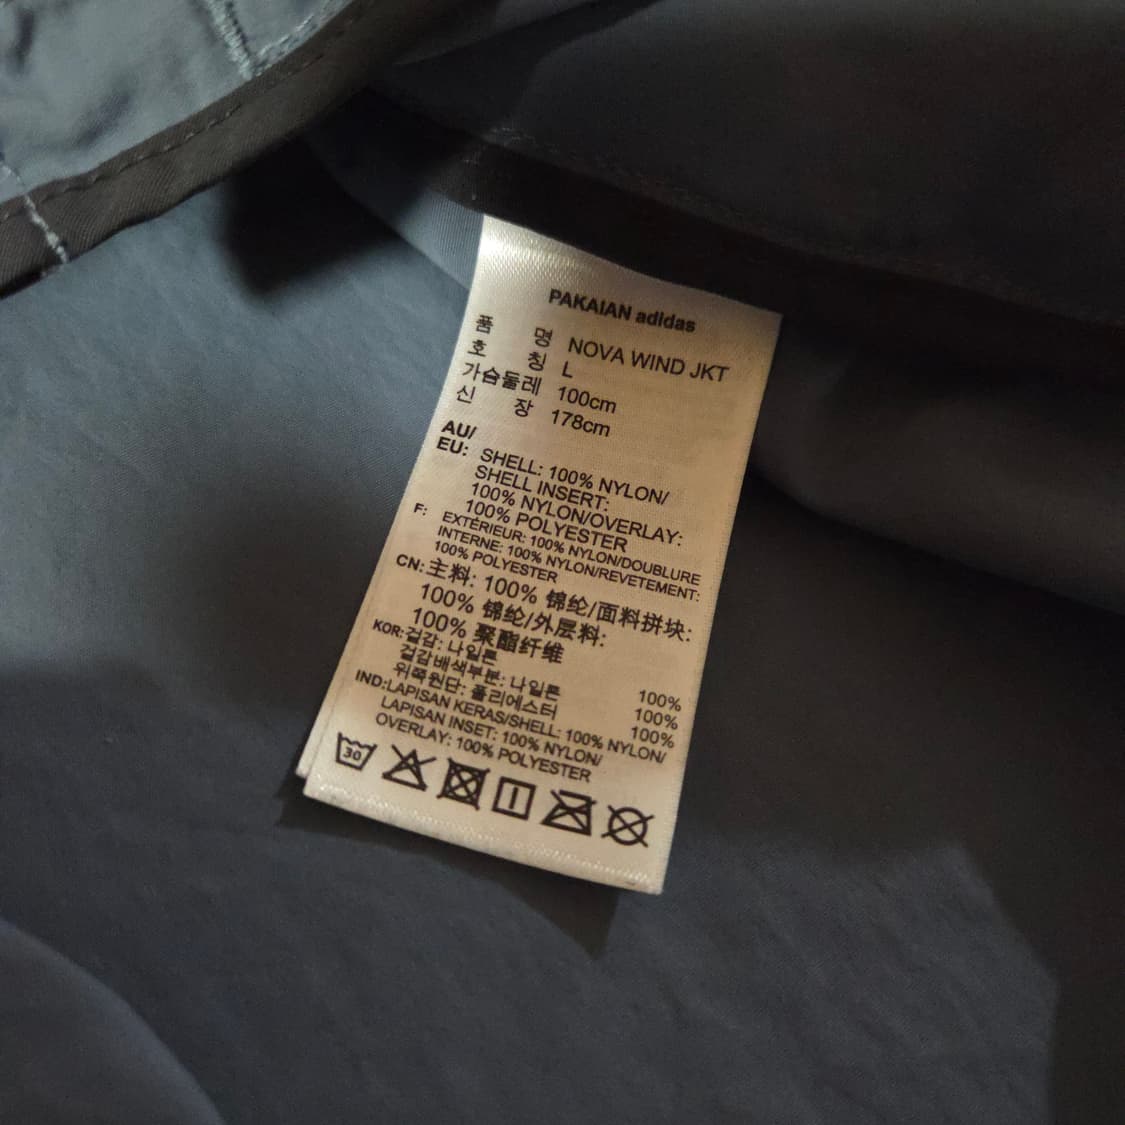 PAKAIAN adidas
품 명 NOVA WIND JKT
호 칭 L
가슴둘레 100cm
신 장 178cm
AU/
EU: SHELL: 100% NYLON/
SHELL INSERT:
100% NYLON/OVERLAY:
100% POLYESTER
F: EXTÉRIEUR: 100% NYLON/DOUBLURE
INTERNE: 100% NYLON/REVETEMENT:
100% POLYESTER
CN: 主料: 100% 锦纶/面料拼块:
100% 锦纶/外层料:
100% 聚酯纤维
KOR: 겉감: 나일론 100%
겉감배색부분: 나일론 100%
위쪽원단: 폴리에스터 100%
IND: LAPISAN KERAS/SHELL: 100% NYLON/
LAPISAN INSET: 100% NYLON/
OVERLAY: 100% POLYESTER
30